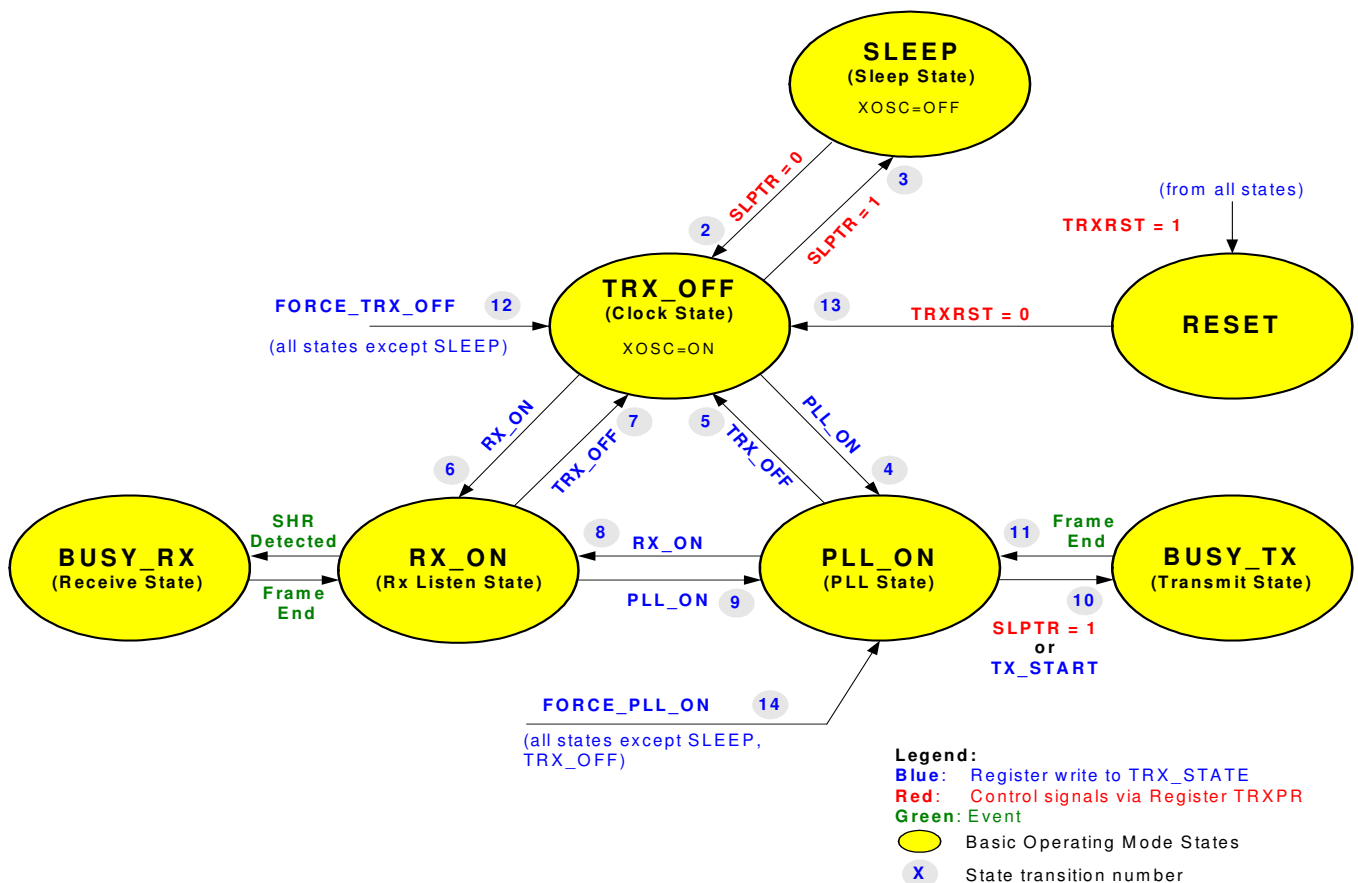 SLEEP
(Sleep State)
XOSC=OFF
SLPTR = 0
2
SLPTR = 1
3
(from all states)
TRXRST = 1
RESET
TRX_OFF
(Clock State)
XOSC=ON
FORCE_TRX_OFF
12
(all states except SLEEP)
13
TRXRST = 0
RX_ON
6
TRX_OFF
7
5
TRX_OFF
PLL_ON
4
BUSY_RX
(Receive State)
SHR
Detected
Frame
End
RX_ON
(Rx Listen State)
8
RX_ON
PLL_ON
9
PLL_ON
(PLL State)
11
Frame
End
10
SLPTR = 1
or
TX_START
BUSY_TX
(Transmit State)
FORCE_PLL_ON
14
(all states except SLEEP,
TRX_OFF)
Legend:
Blue: Register write to TRX_STATE
Red: Control signals via Register TRXPR
Green: Event
Basic Operating Mode States
X State transition number